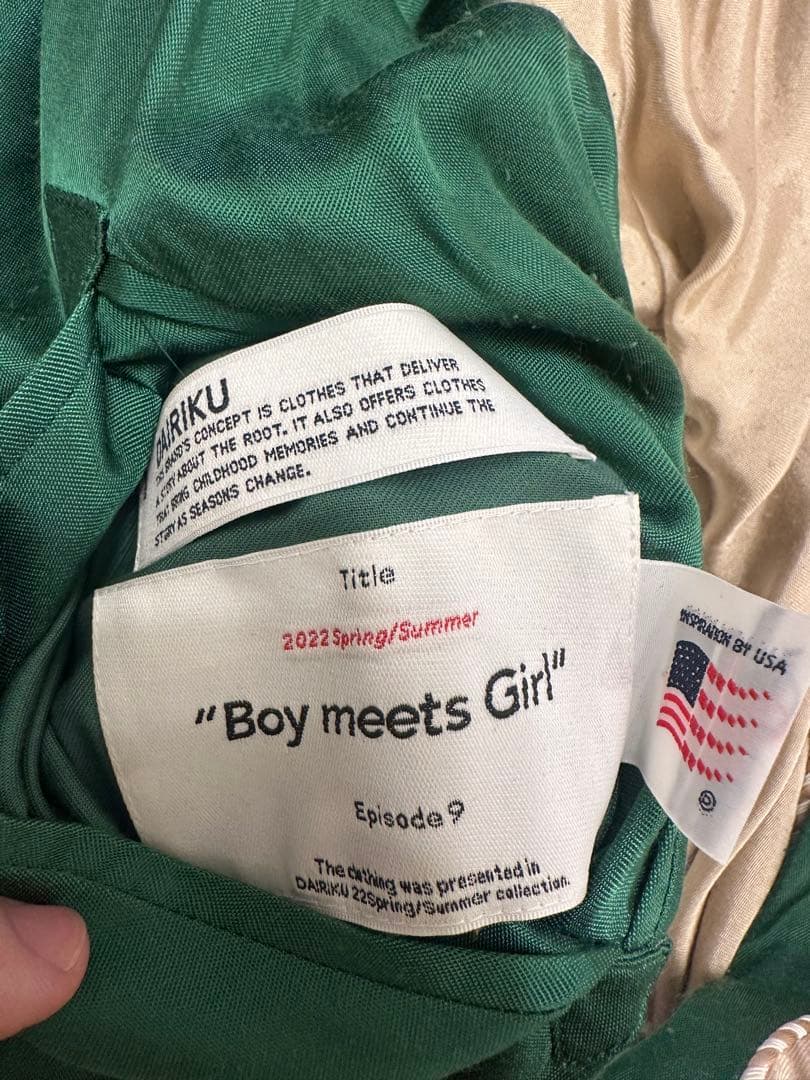 DAIRIKU
THIS BRAND'S CONCEPT IS CLOTHES THAT DELIVER
A STORY ABOUT THE ROOT. IT ALSO OFFERS CLOTHES
THAT BRING CHILDHOOD MEMORIES AND CONTINUE THE
STORY AS SEASONS CHANGE.
Title
2022 Spring/Summer
"Boy meets Girl"
Episode 9
The clothing was presented in
DAIRIKU 22Spring/Summer collection.
INSPIRATION BY USA